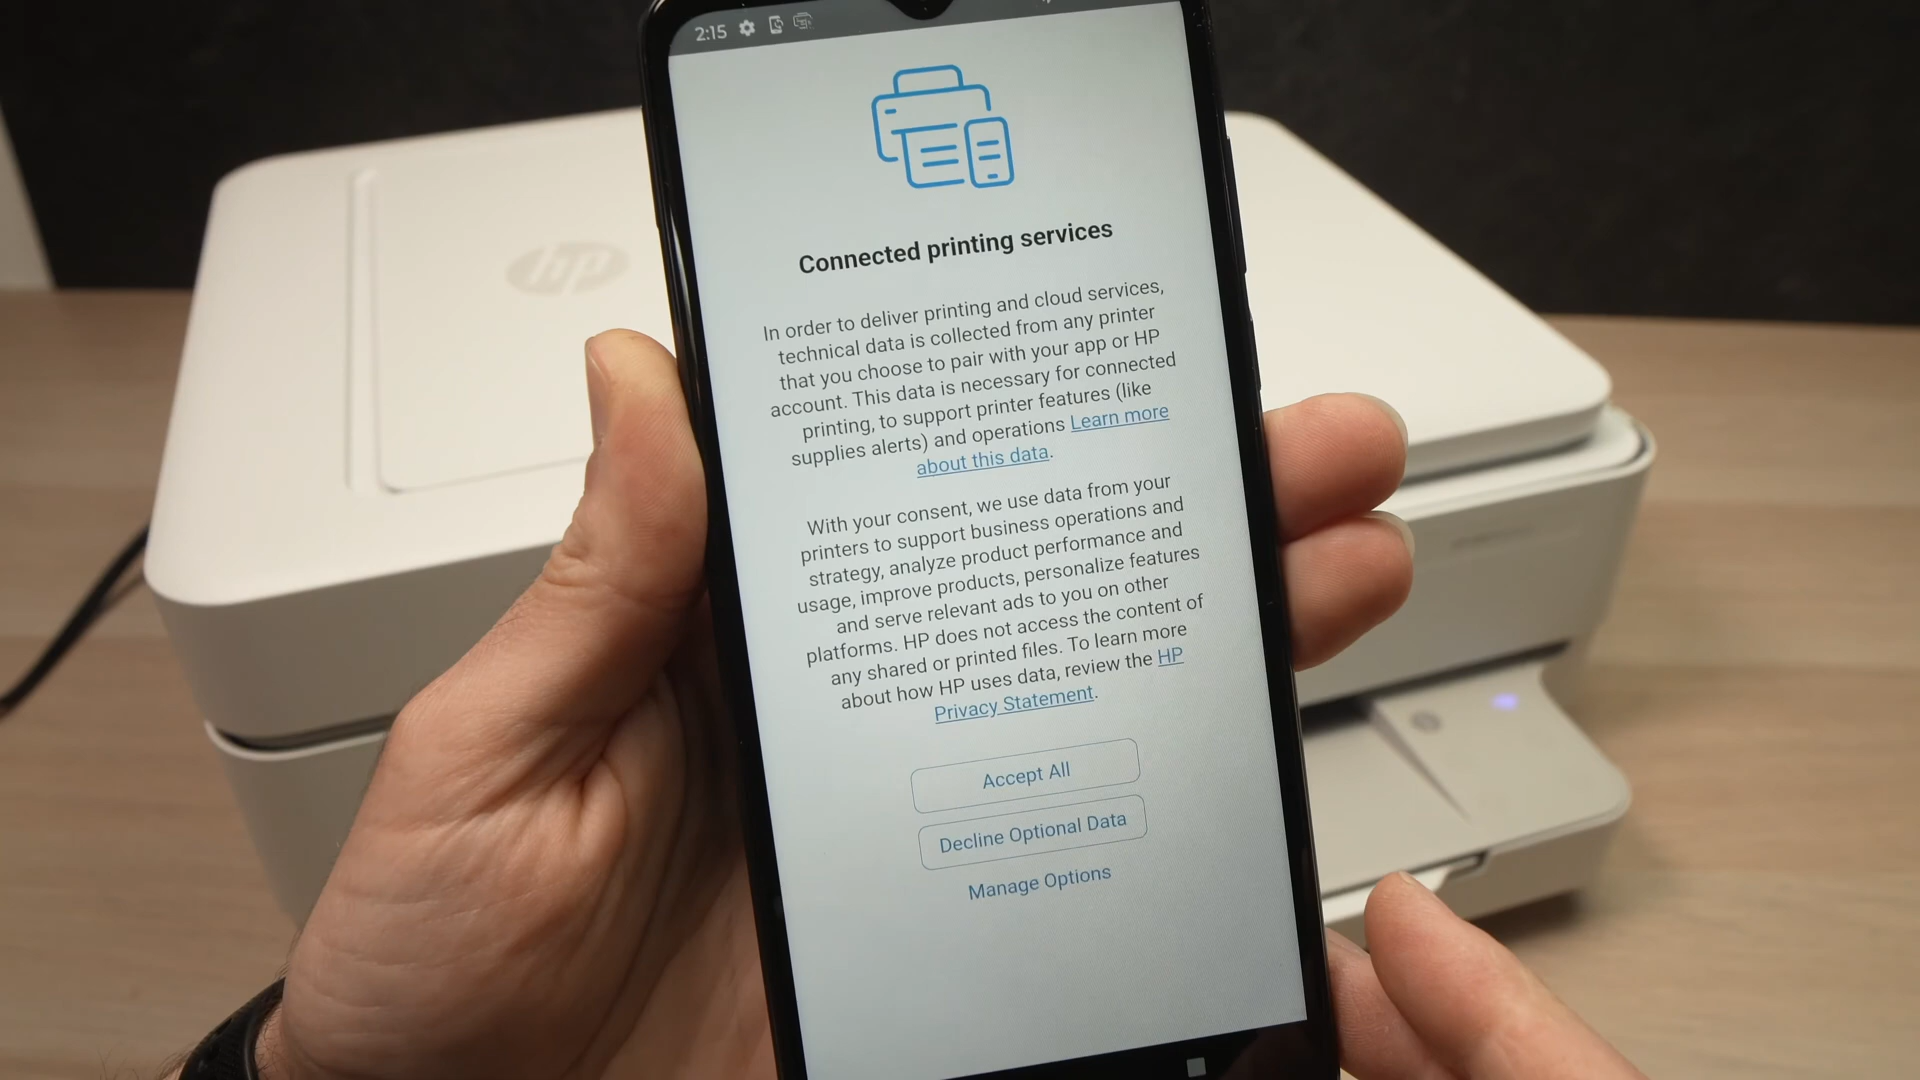 2:15
Connected printing services
In order to deliver printing and cloud services,
technical data is collected from any printer
that you choose to pair with your app or HP
account. This data is necessary for connected
printing, to support printer features (like
supplies alerts) and operations Learn more
about this data.
With your consent, we use data from your
printers to support business operations and
strategy, analyze product performance and
usage, improve products, personalize features
and serve relevant ads to you on other
platforms. HP does not access the content of
any shared or printed files. To learn more
about how HP uses data, review the HP
Privacy Statement.
Accept All
Decline Optional Data
Manage Options
hp